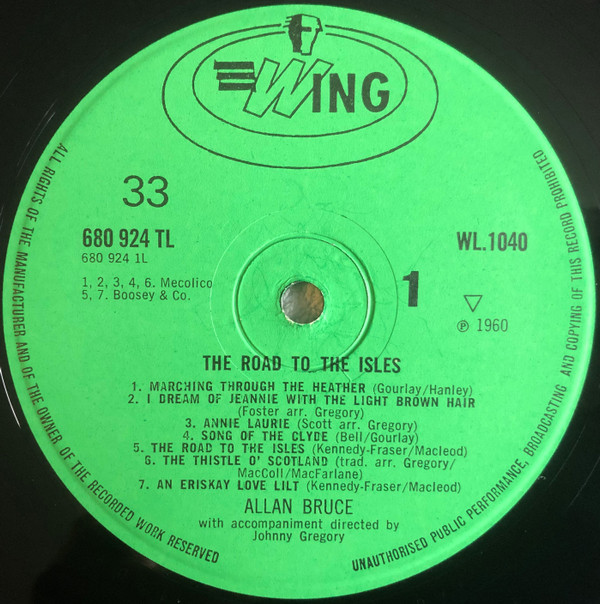 WING
33
680 924 TL
680 924 1L
1, 2, 3, 4, 6. Mecolico
5, 7. Boosey & Co.
WL.1040
1
℗ 1960
THE ROAD TO THE ISLES
1. MARCHING THROUGH THE HEATHER (Gourlay/Hanley)
2. I DREAM OF JEANNIE WITH THE LIGHT BROWN HAIR
(Foster arr. Gregory)
3. ANNIE LAURIE (Scott arr. Gregory)
4. SONG OF THE CLYDE (Bell/Gourlay)
5. THE ROAD TO THE ISLES (Kennedy-Fraser/Macleod)
6. THE THISTLE O' SCOTLAND (trad. arr. Gregory/
MacColl/MacFarlane)
7. AN ERISKAY LOVE LILT (Kennedy-Fraser/Macleod)
ALLAN BRUCE
with accompaniment directed by
Johnny Gregory
ALL RIGHTS OF THE MANUFACTURER AND OF THE OWNER OF THE RECORDED WORK RESERVED
UNAUTHORISED PUBLIC PERFORMANCE, BROADCASTING AND COPYING OF THIS RECORD PROHIBITED